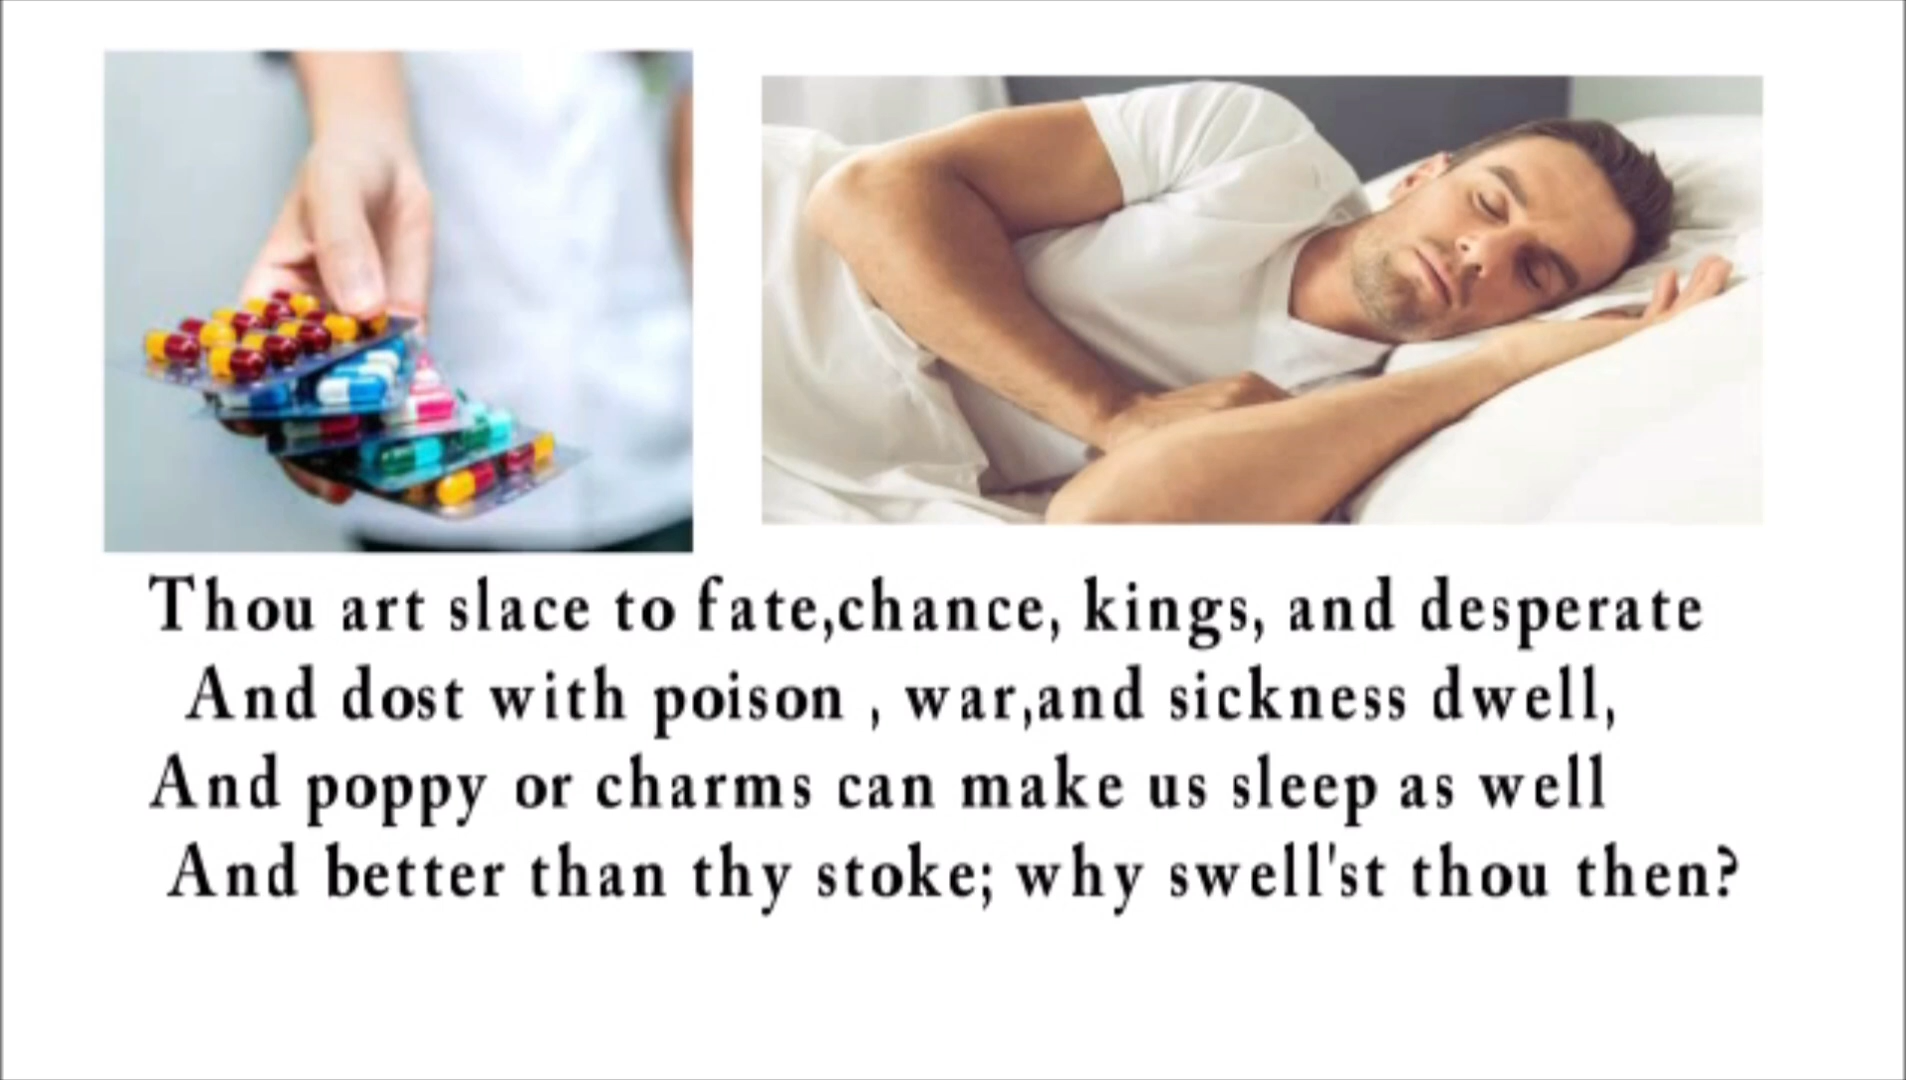 Thou art slace to fate,chance, kings, and desperate
And dost with poison , war,and sickness dwell,
And poppy or charms can make us sleep as well
And better than thy stoke; why swell'st thou then?